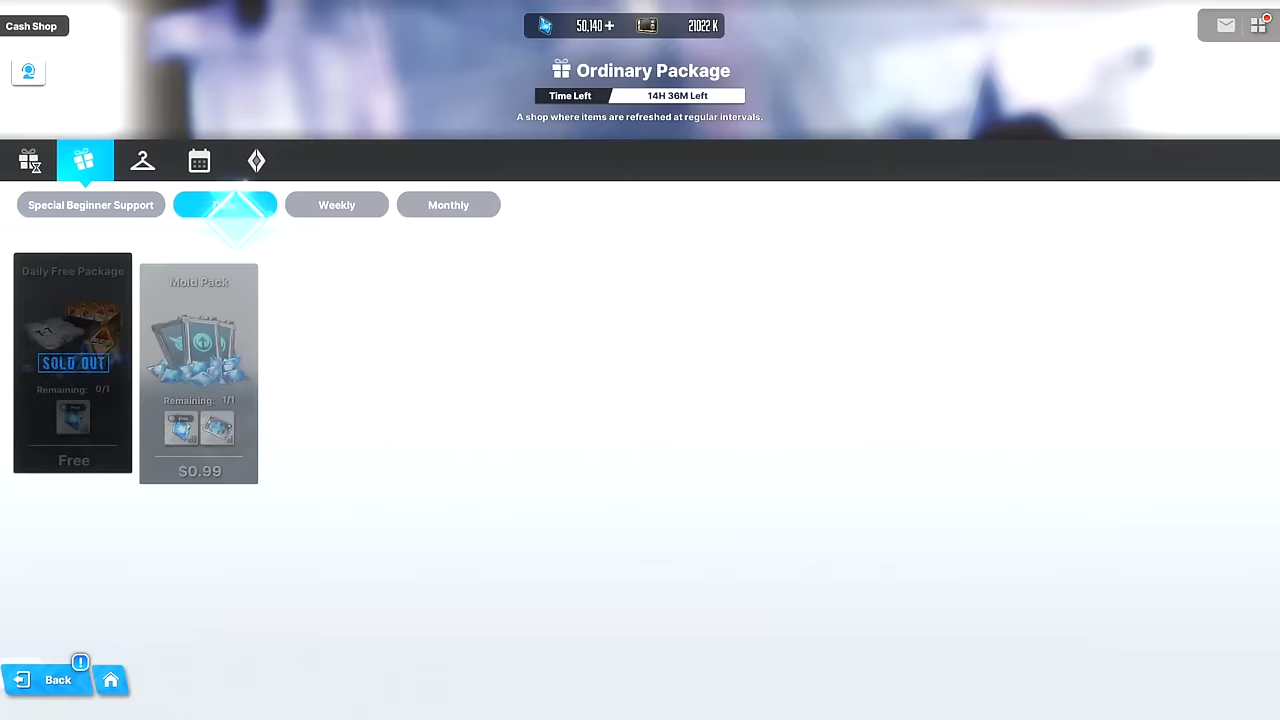 Cash Shop
50,140 +
21022 K
Ordinary Package
Time Left
14H 36M Left
A shop where items are refreshed at regular intervals.
Special Beginner Support
Weekly
Monthly
Daily Free Package
SOLD OUT
Remaining: 0/1
Free
Mold Pack
Remaining: 1/1
Free
$0.99
Back